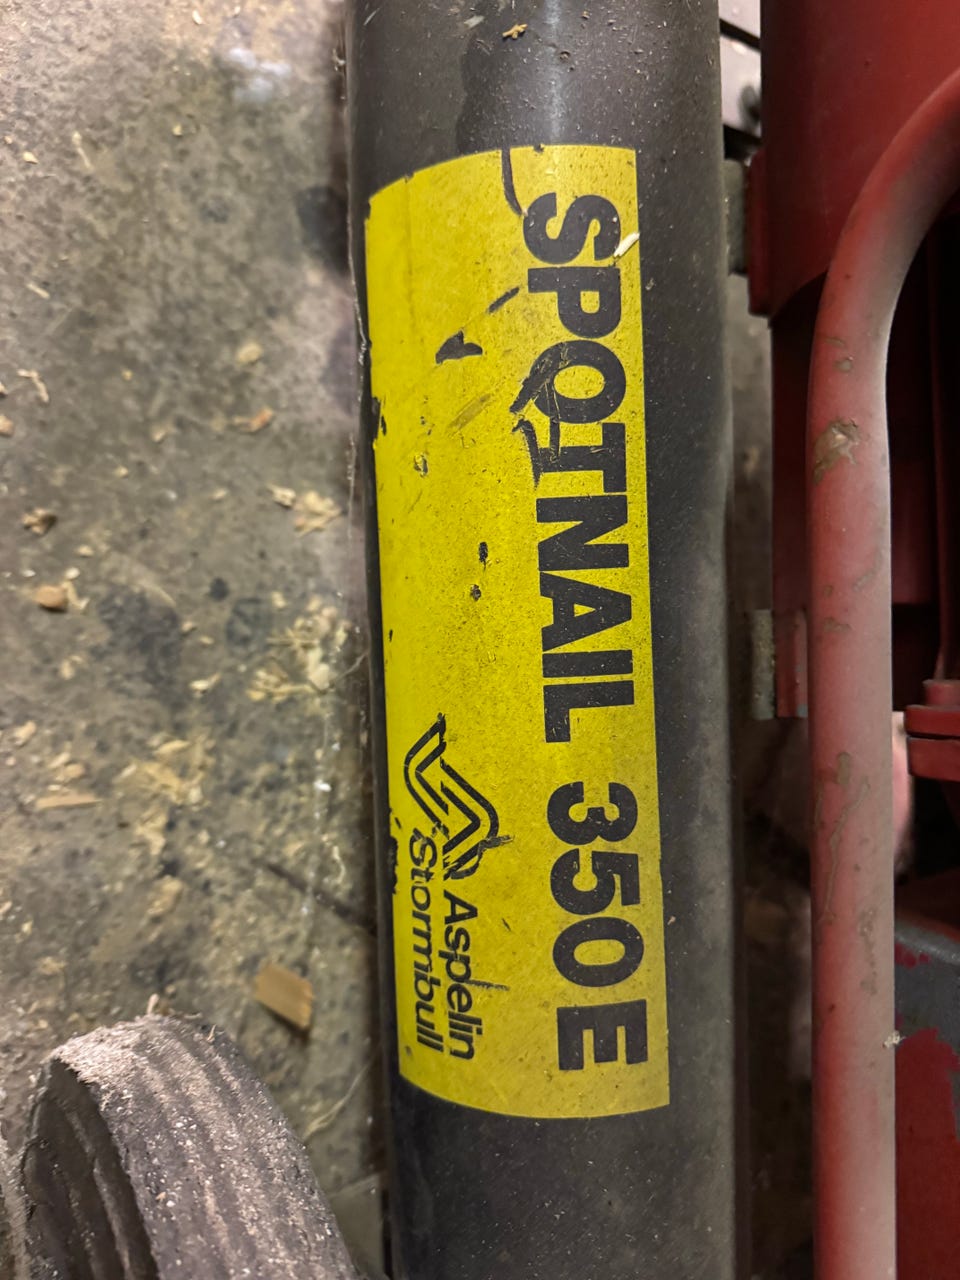 SPOTNAIL 350E
Aspelin
Stormbull